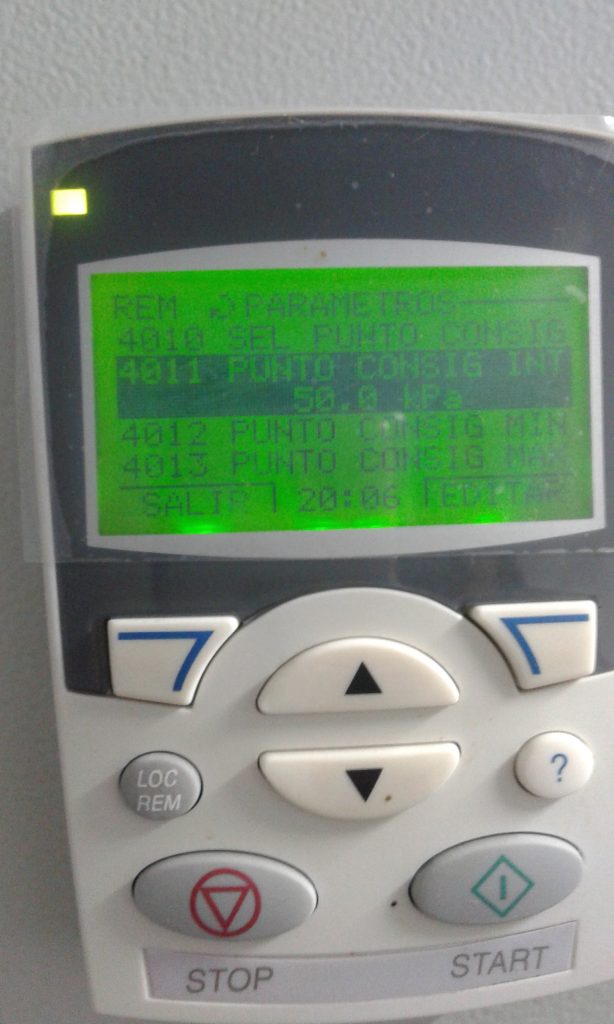 REM PARAMETROS
4010 SEL PUNTO CONSIG
4011 PUNTO CONSIG INT
50.0 kPa
4012 PUNTO CONSIG MIN
4013 PUNTO CONSIG MAX
SALIR 20:06 EDITAR
LOC
REM
?
STOP START